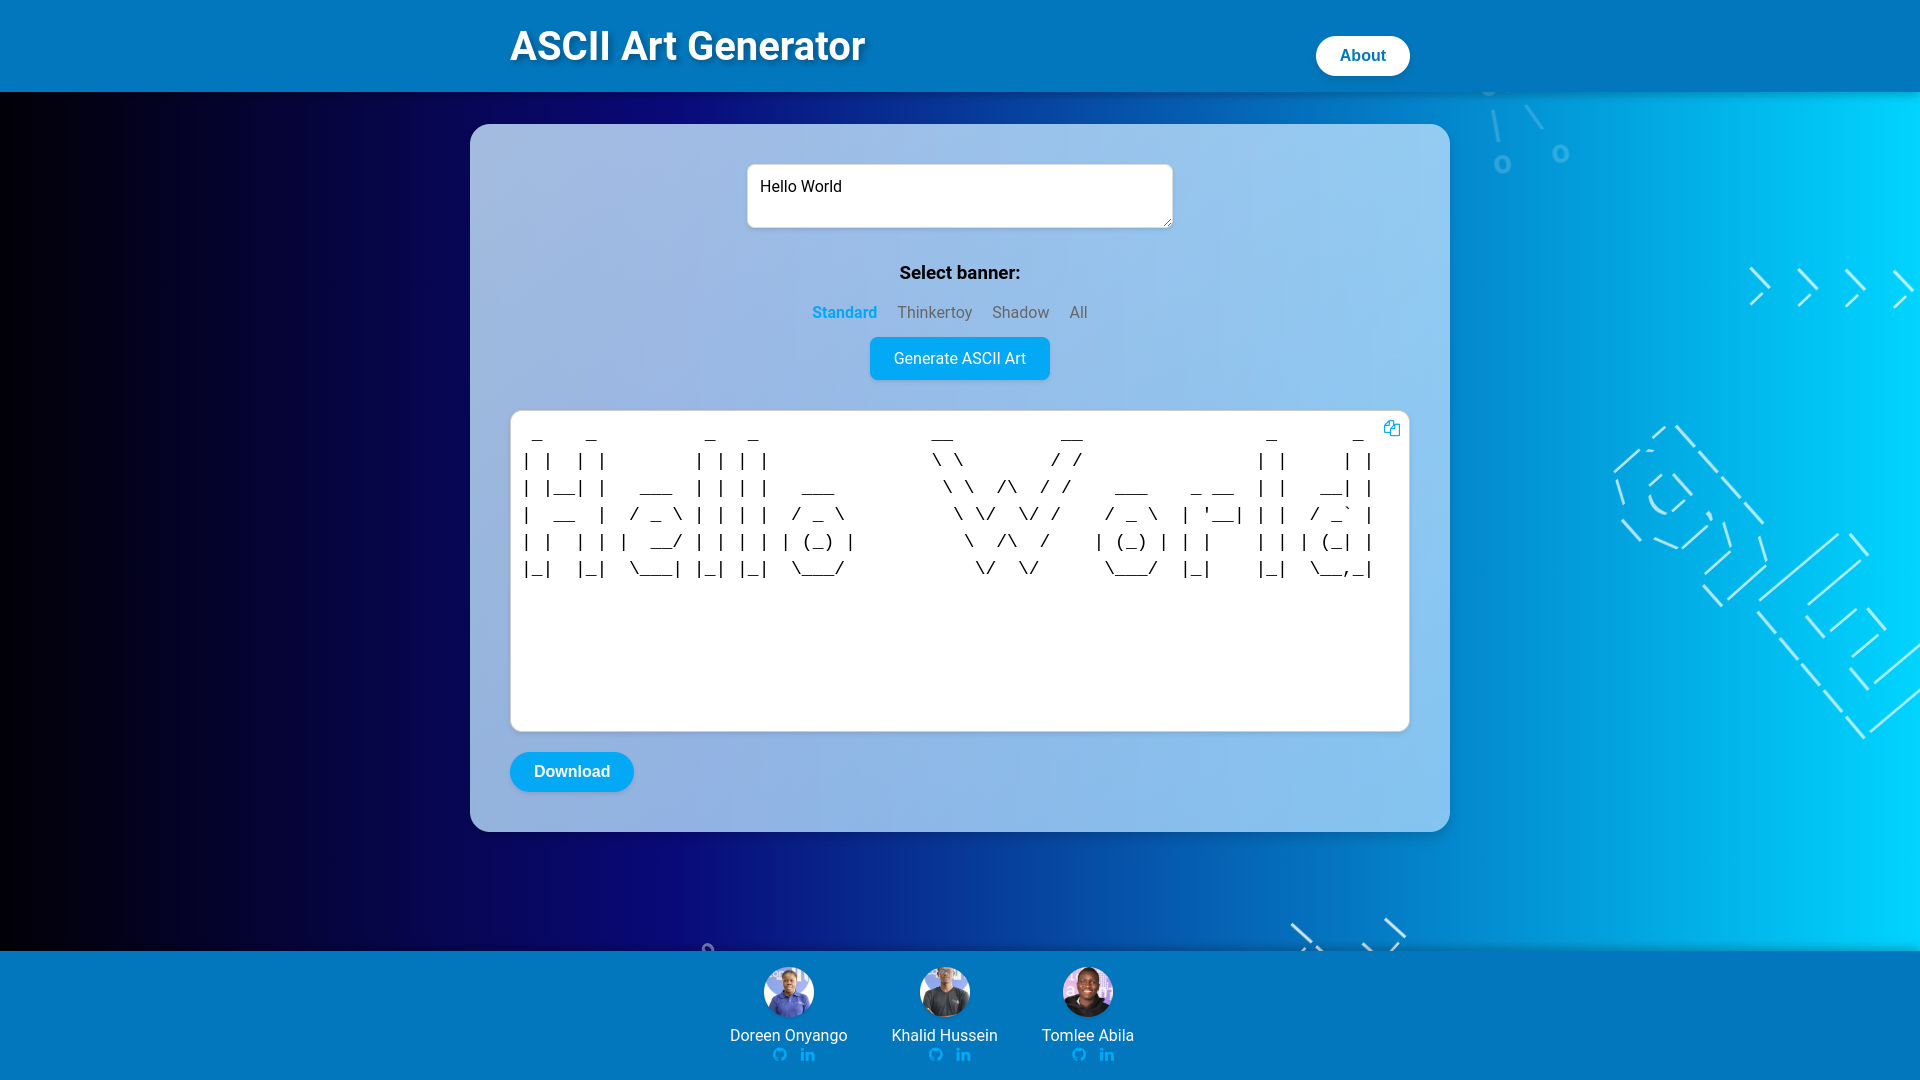 ASCII Art Generator
About
Hello World
Select banner:
Standard Thinkertoy Shadow All
Generate ASCII Art
 _    _          _   _                __          __                 _       _
| |  | |        | | | |               \ \        / /                | |     | |
| |__| |   ___  | | | |   ___          \ \  /\  / /    ___    _ __  | |   __| |
|  __  |  / _ \ | | | |  / _ \          \ \/  \/ /    / _ \  | '__| | |  / _` |
| |  | | |  __/ | | | | | (_) |          \  /\  /    | (_) | | |    | | | (_| |
|_|  |_|  \___| |_| |_|  \___/            \/  \/      \___/  |_|    |_|  \__,_|
Download
Doreen Onyango
Khalid Hussein
Tomlee Abila